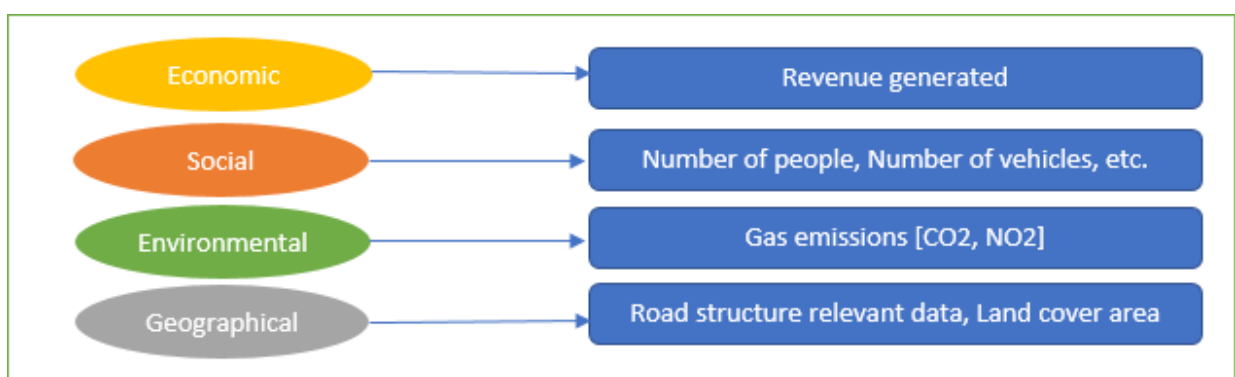 Economic
Revenue generated
Social
Number of people, Number of vehicles, etc.
Environmental
Gas emissions [CO2, NO2]
Geographical
Road structure relevant data, Land cover area